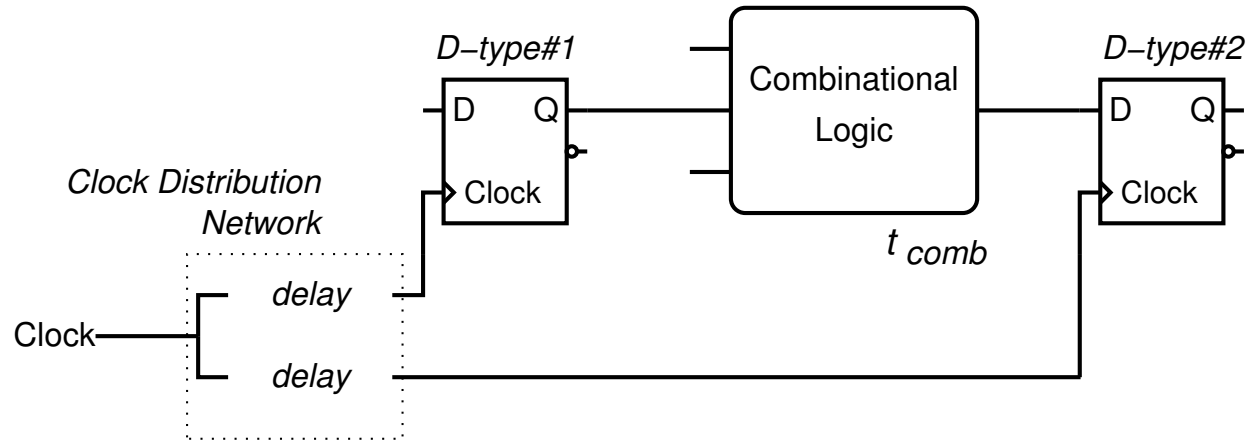 D–type#1
D Q
Clock
Combinational
Logic
t comb
D–type#2
D Q
Clock
Clock Distribution
Network
delay
Clock
delay